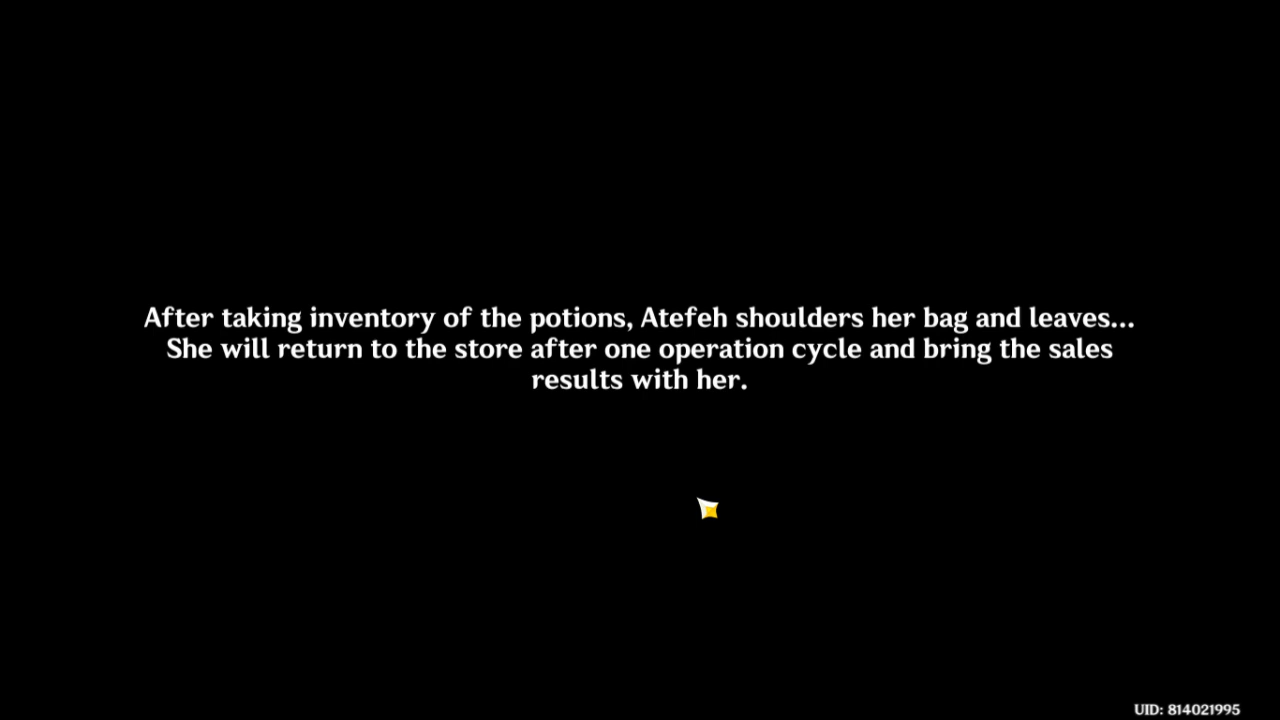 After taking inventory of the potions, Atefeh shoulders her bag and leaves...
She will return to the store after one operation cycle and bring the sales
results with her.
UID: 814021995